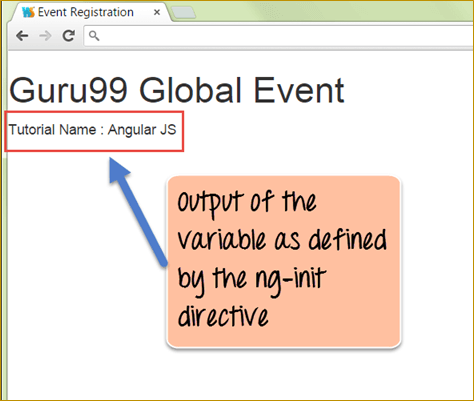 Event Registration
Guru99 Global Event
Tutorial Name : Angular JS
Output of the
variable as defined
by the ng-init
directive